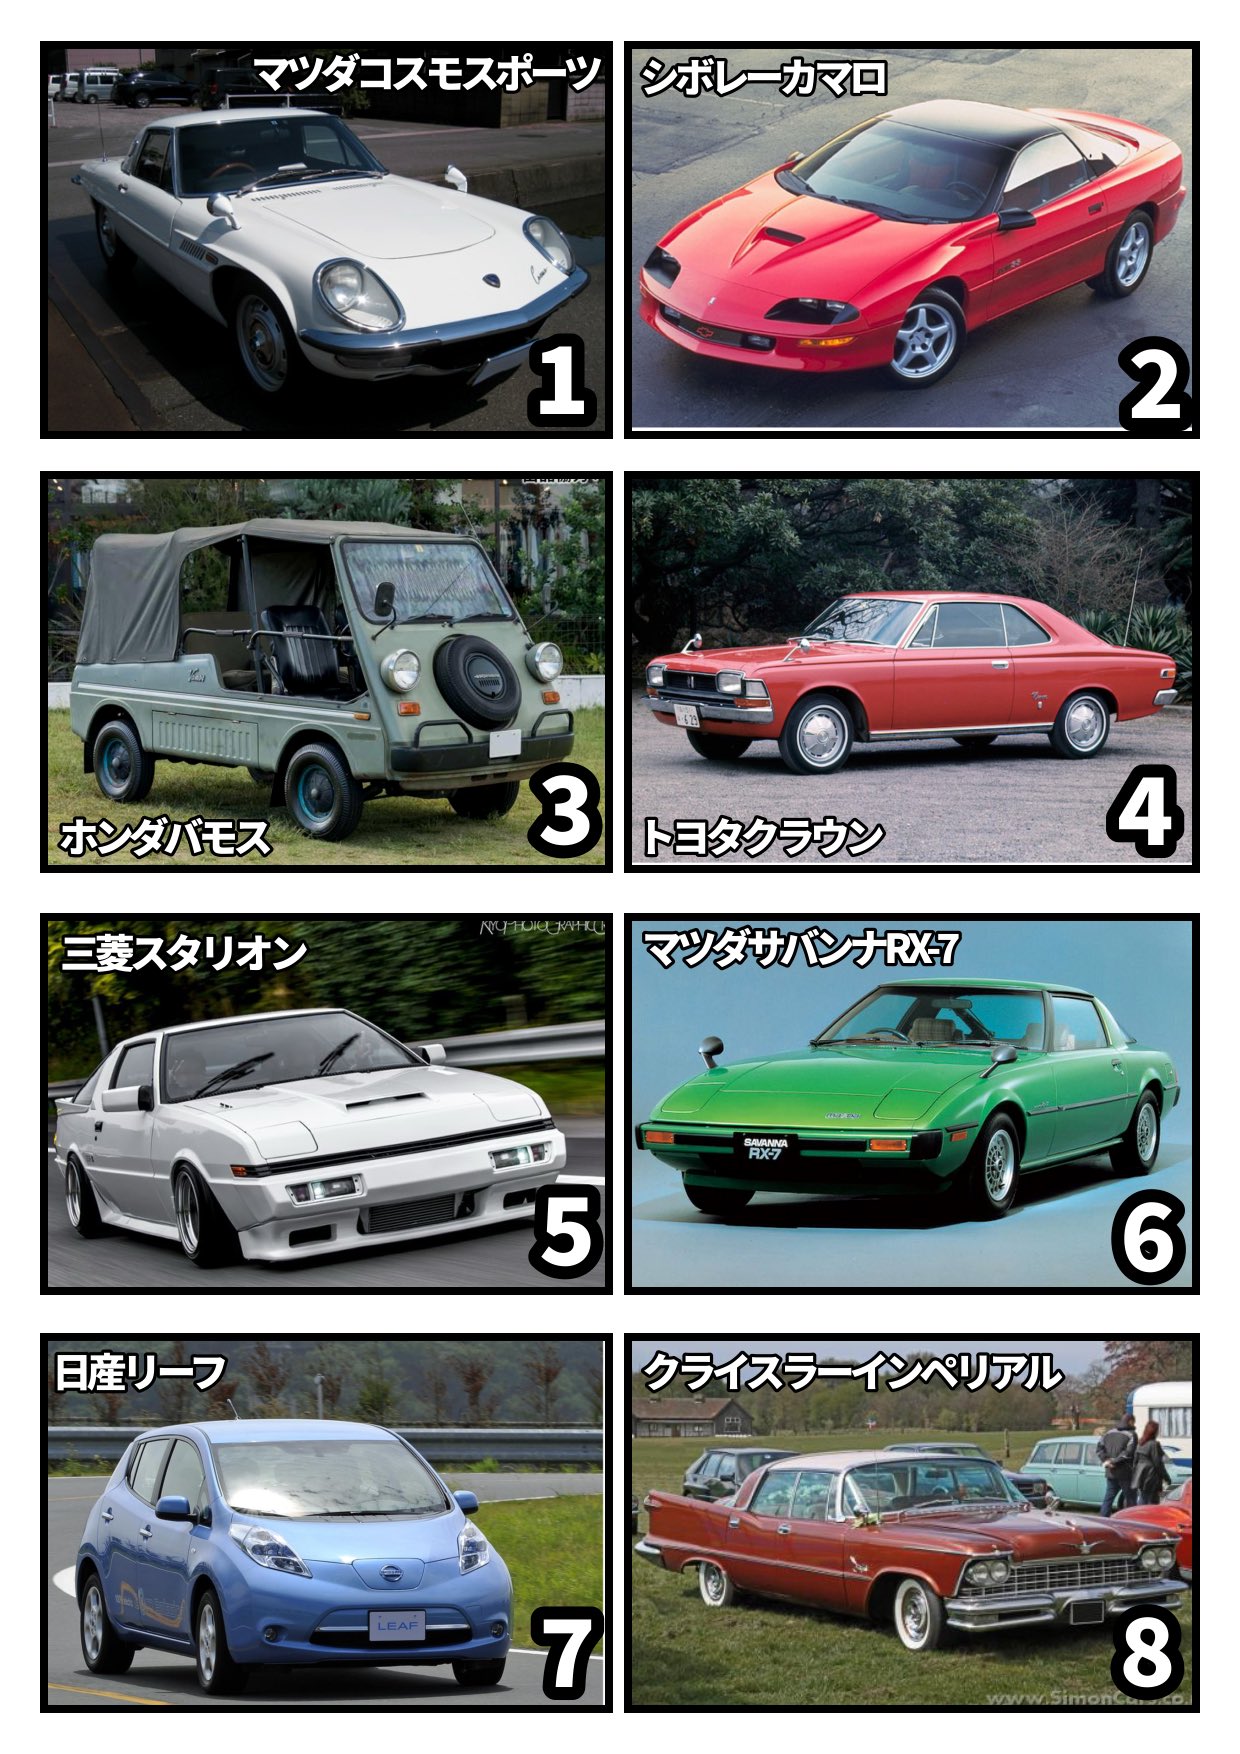 マツダコスモスポーツ
1
シボレーカマロ
2
ホンダバモス
3
トヨタクラウン
4
三菱スタリオン
5
マツダサバンナRX-7
mazda
SAVANNA
RX-7
6
日産リーフ
LEAF
7
クライスラーインペリアル
8
www.SimonCars.co.